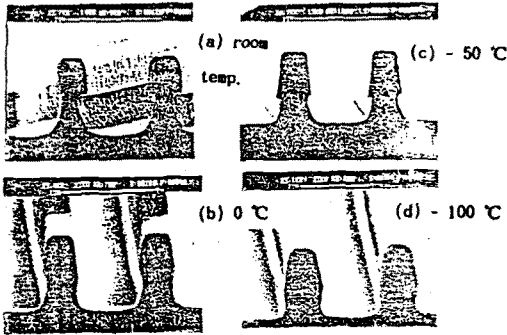 (a) room
temp.
(c) - 50 ℃
(b) 0 ℃
(d) - 100 ℃